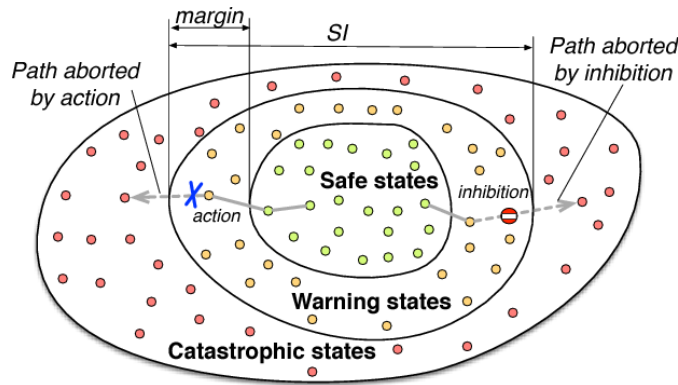 margin
SI
Path aborted
by action
Path aborted
by inhibition
Safe states
inhibition
action
Warning states
Catastrophic states